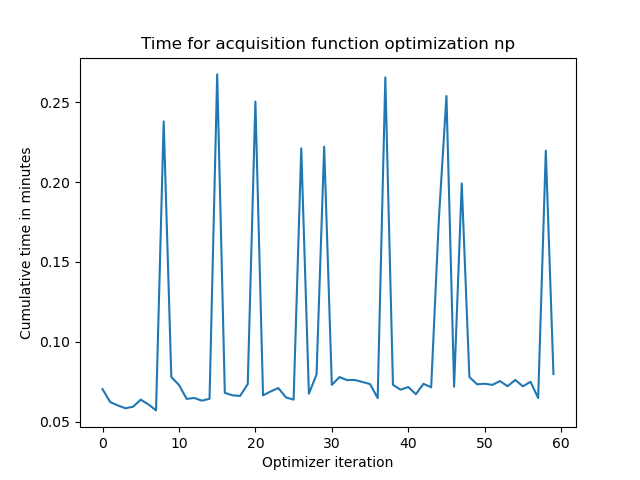 Time for acquisition function optimization np
Cumulative time in minutes
0.25
0.20
0.15
0.10
0.05
0 10 20 30 40 50 60
Optimizer iteration